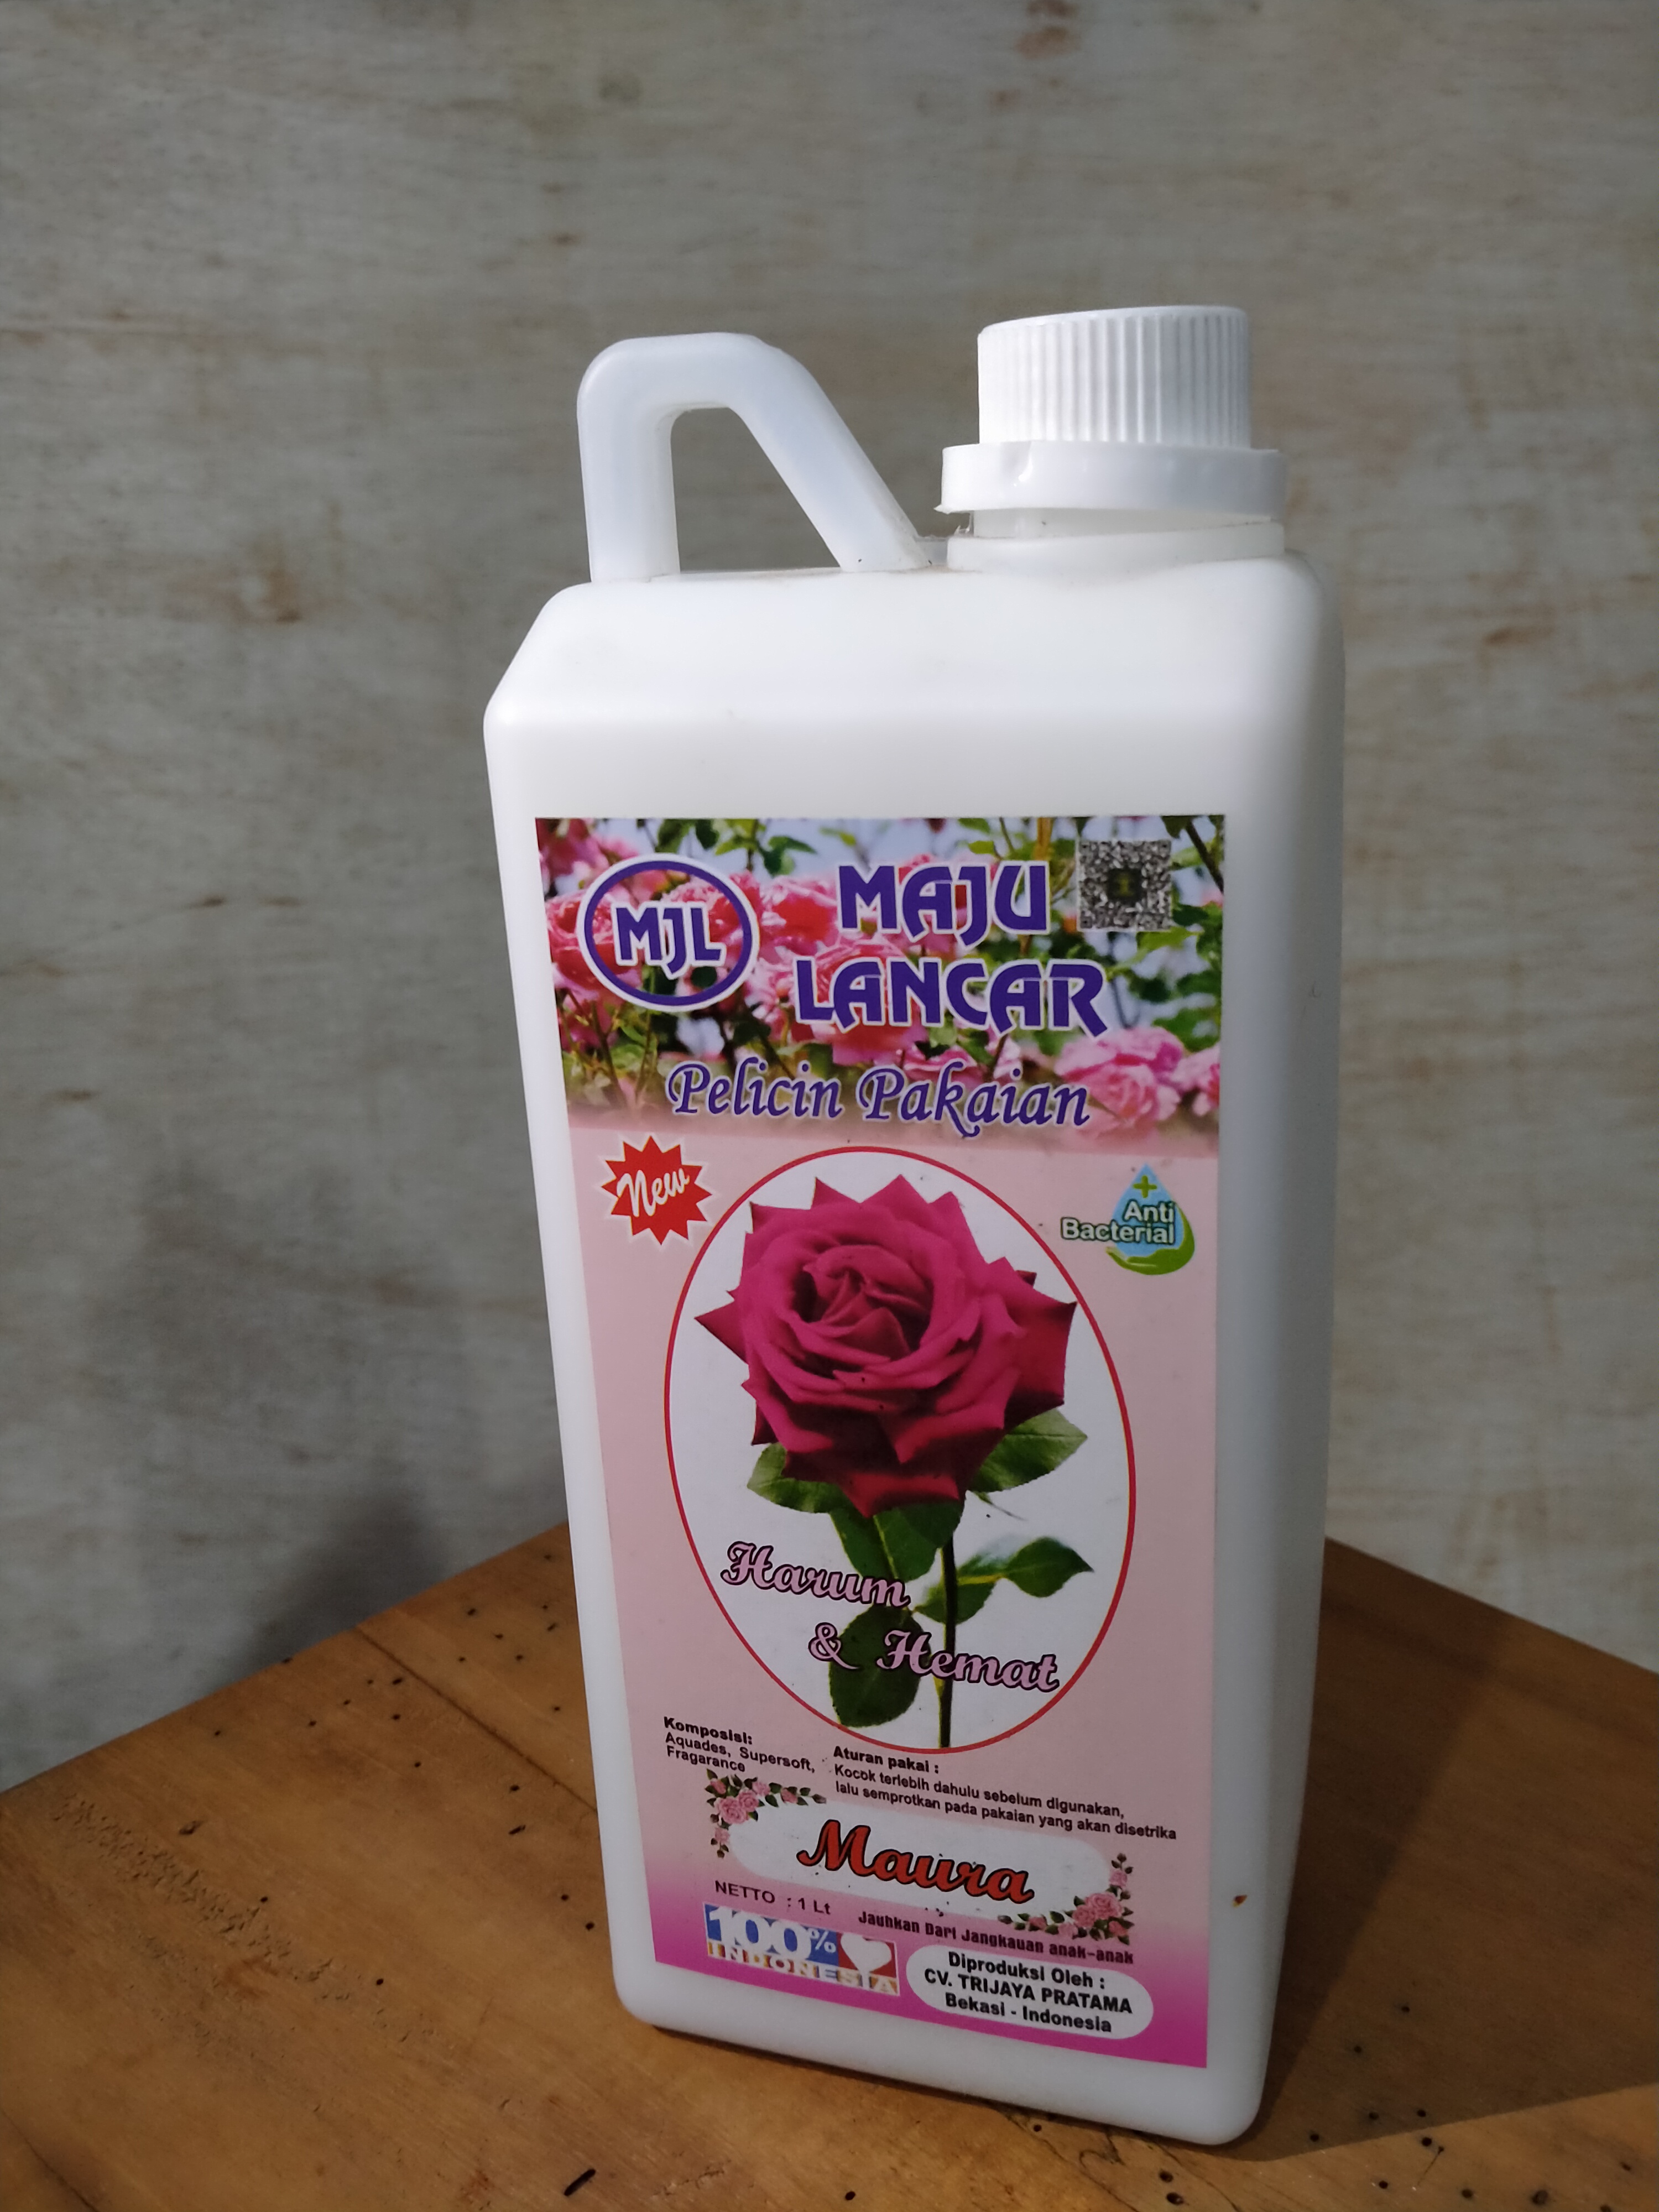 MJL
MAJU
LANCAR
Pelicin Pakaian
New
+
Anti
Bacterial
Harum
& Hemat
Komposisi:
Aquades, Supersoft,
Fragarance
Aturan pakai :
Kocok terlebih dahulu sebelum digunakan,
lalu semprotkan pada pakaian yang akan disetrika
Maura
NETTO : 1 Lt
Jauhkan Dari Jangkauan anak-anak
100%
INDONESIA
Diproduksi Oleh :
CV. TRIJAYA PRATAMA
Bekasi - Indonesia